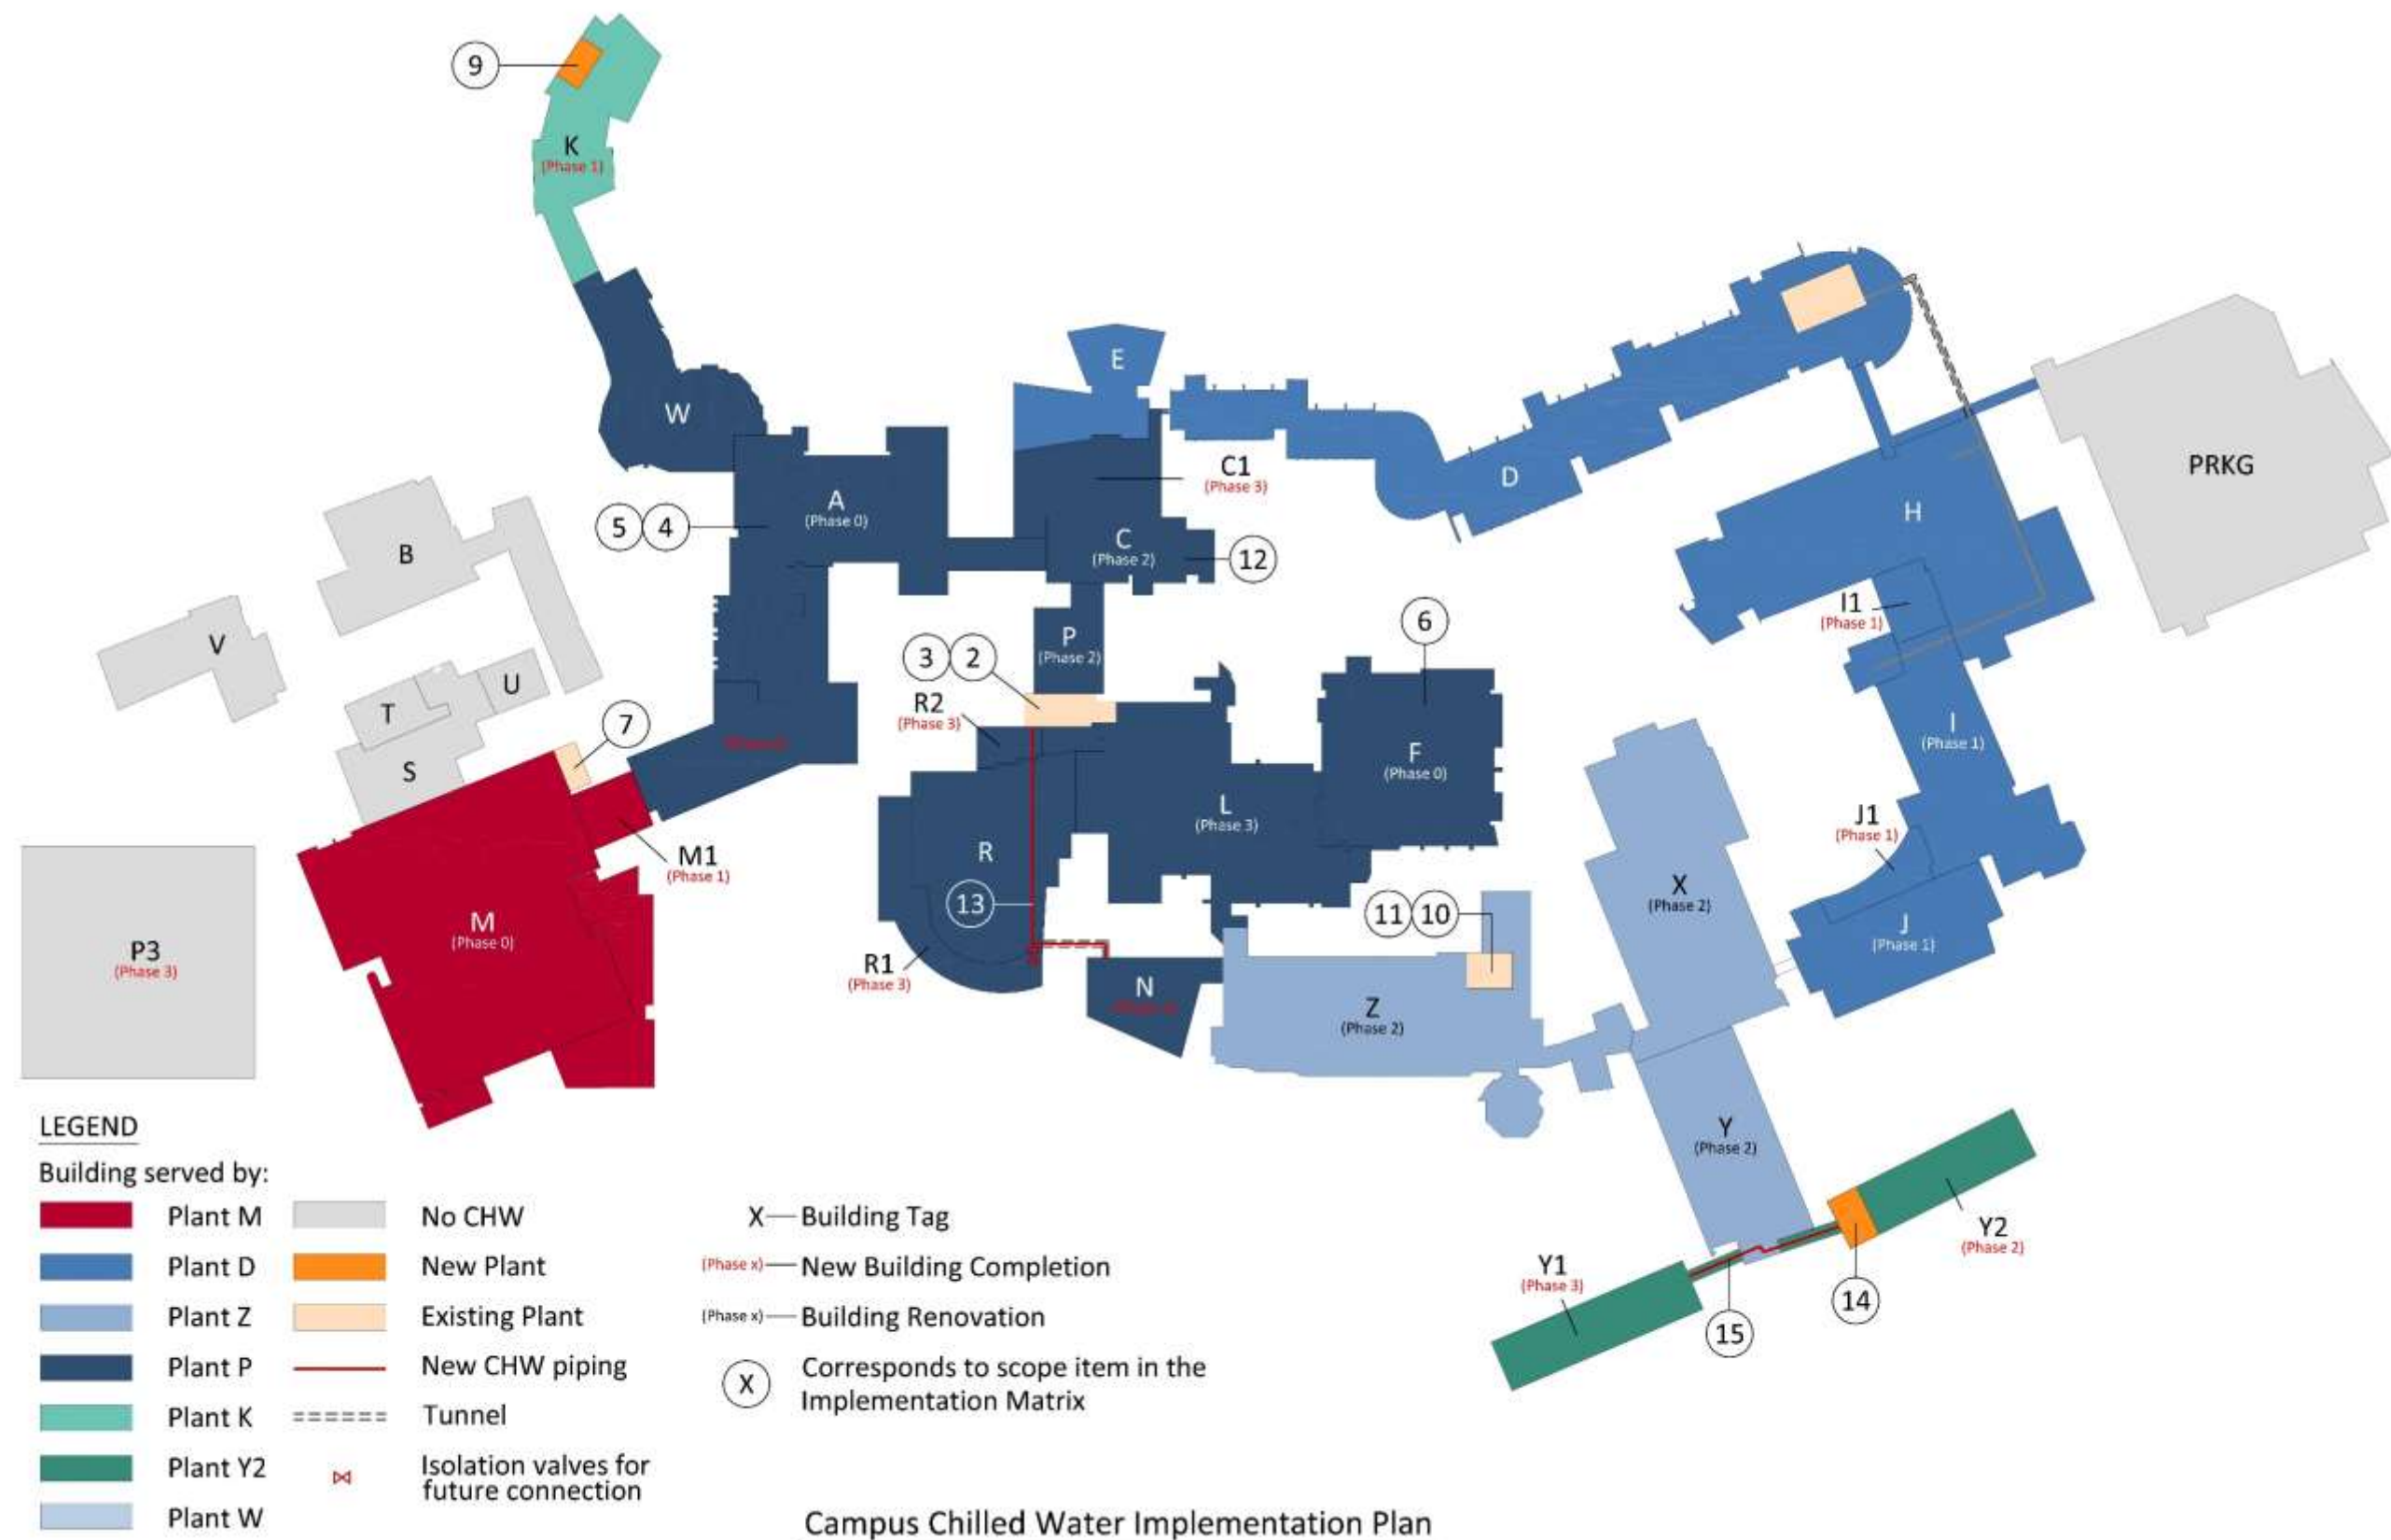 9
K
(Phase 1)
E
W
C1
(Phase 3)
D
PRKG
A
(Phase 0)
5
4
H
C
(Phase 2)
12
B
I1
(Phase 1)
6
P
(Phase 2)
V
3
2
U
R2
(Phase 3)
T
7
I
(Phase 1)
S
F
(Phase 0)
L
(Phase 3)
J1
(Phase 1)
R
M1
(Phase 1)
X
(Phase 2)
13
11
10
M
(Phase 0)
J
(Phase 1)
P3
(Phase 3)
R1
(Phase 3)
N
Z
(Phase 2)
Y
(Phase 2)
Y2
(Phase 2)
Y1
(Phase 3)
14
15
LEGEND
Building served by:
Plant M
Plant D
Plant Z
Plant P
Plant K
Plant Y2
Plant W
No CHW
New Plant
Existing Plant
New CHW piping
Tunnel
Isolation valves for
future connection
X Building Tag
(Phase x) New Building Completion
(Phase x) Building Renovation
X Corresponds to scope item in the
Implementation Matrix
Campus Chilled Water Implementation Plan